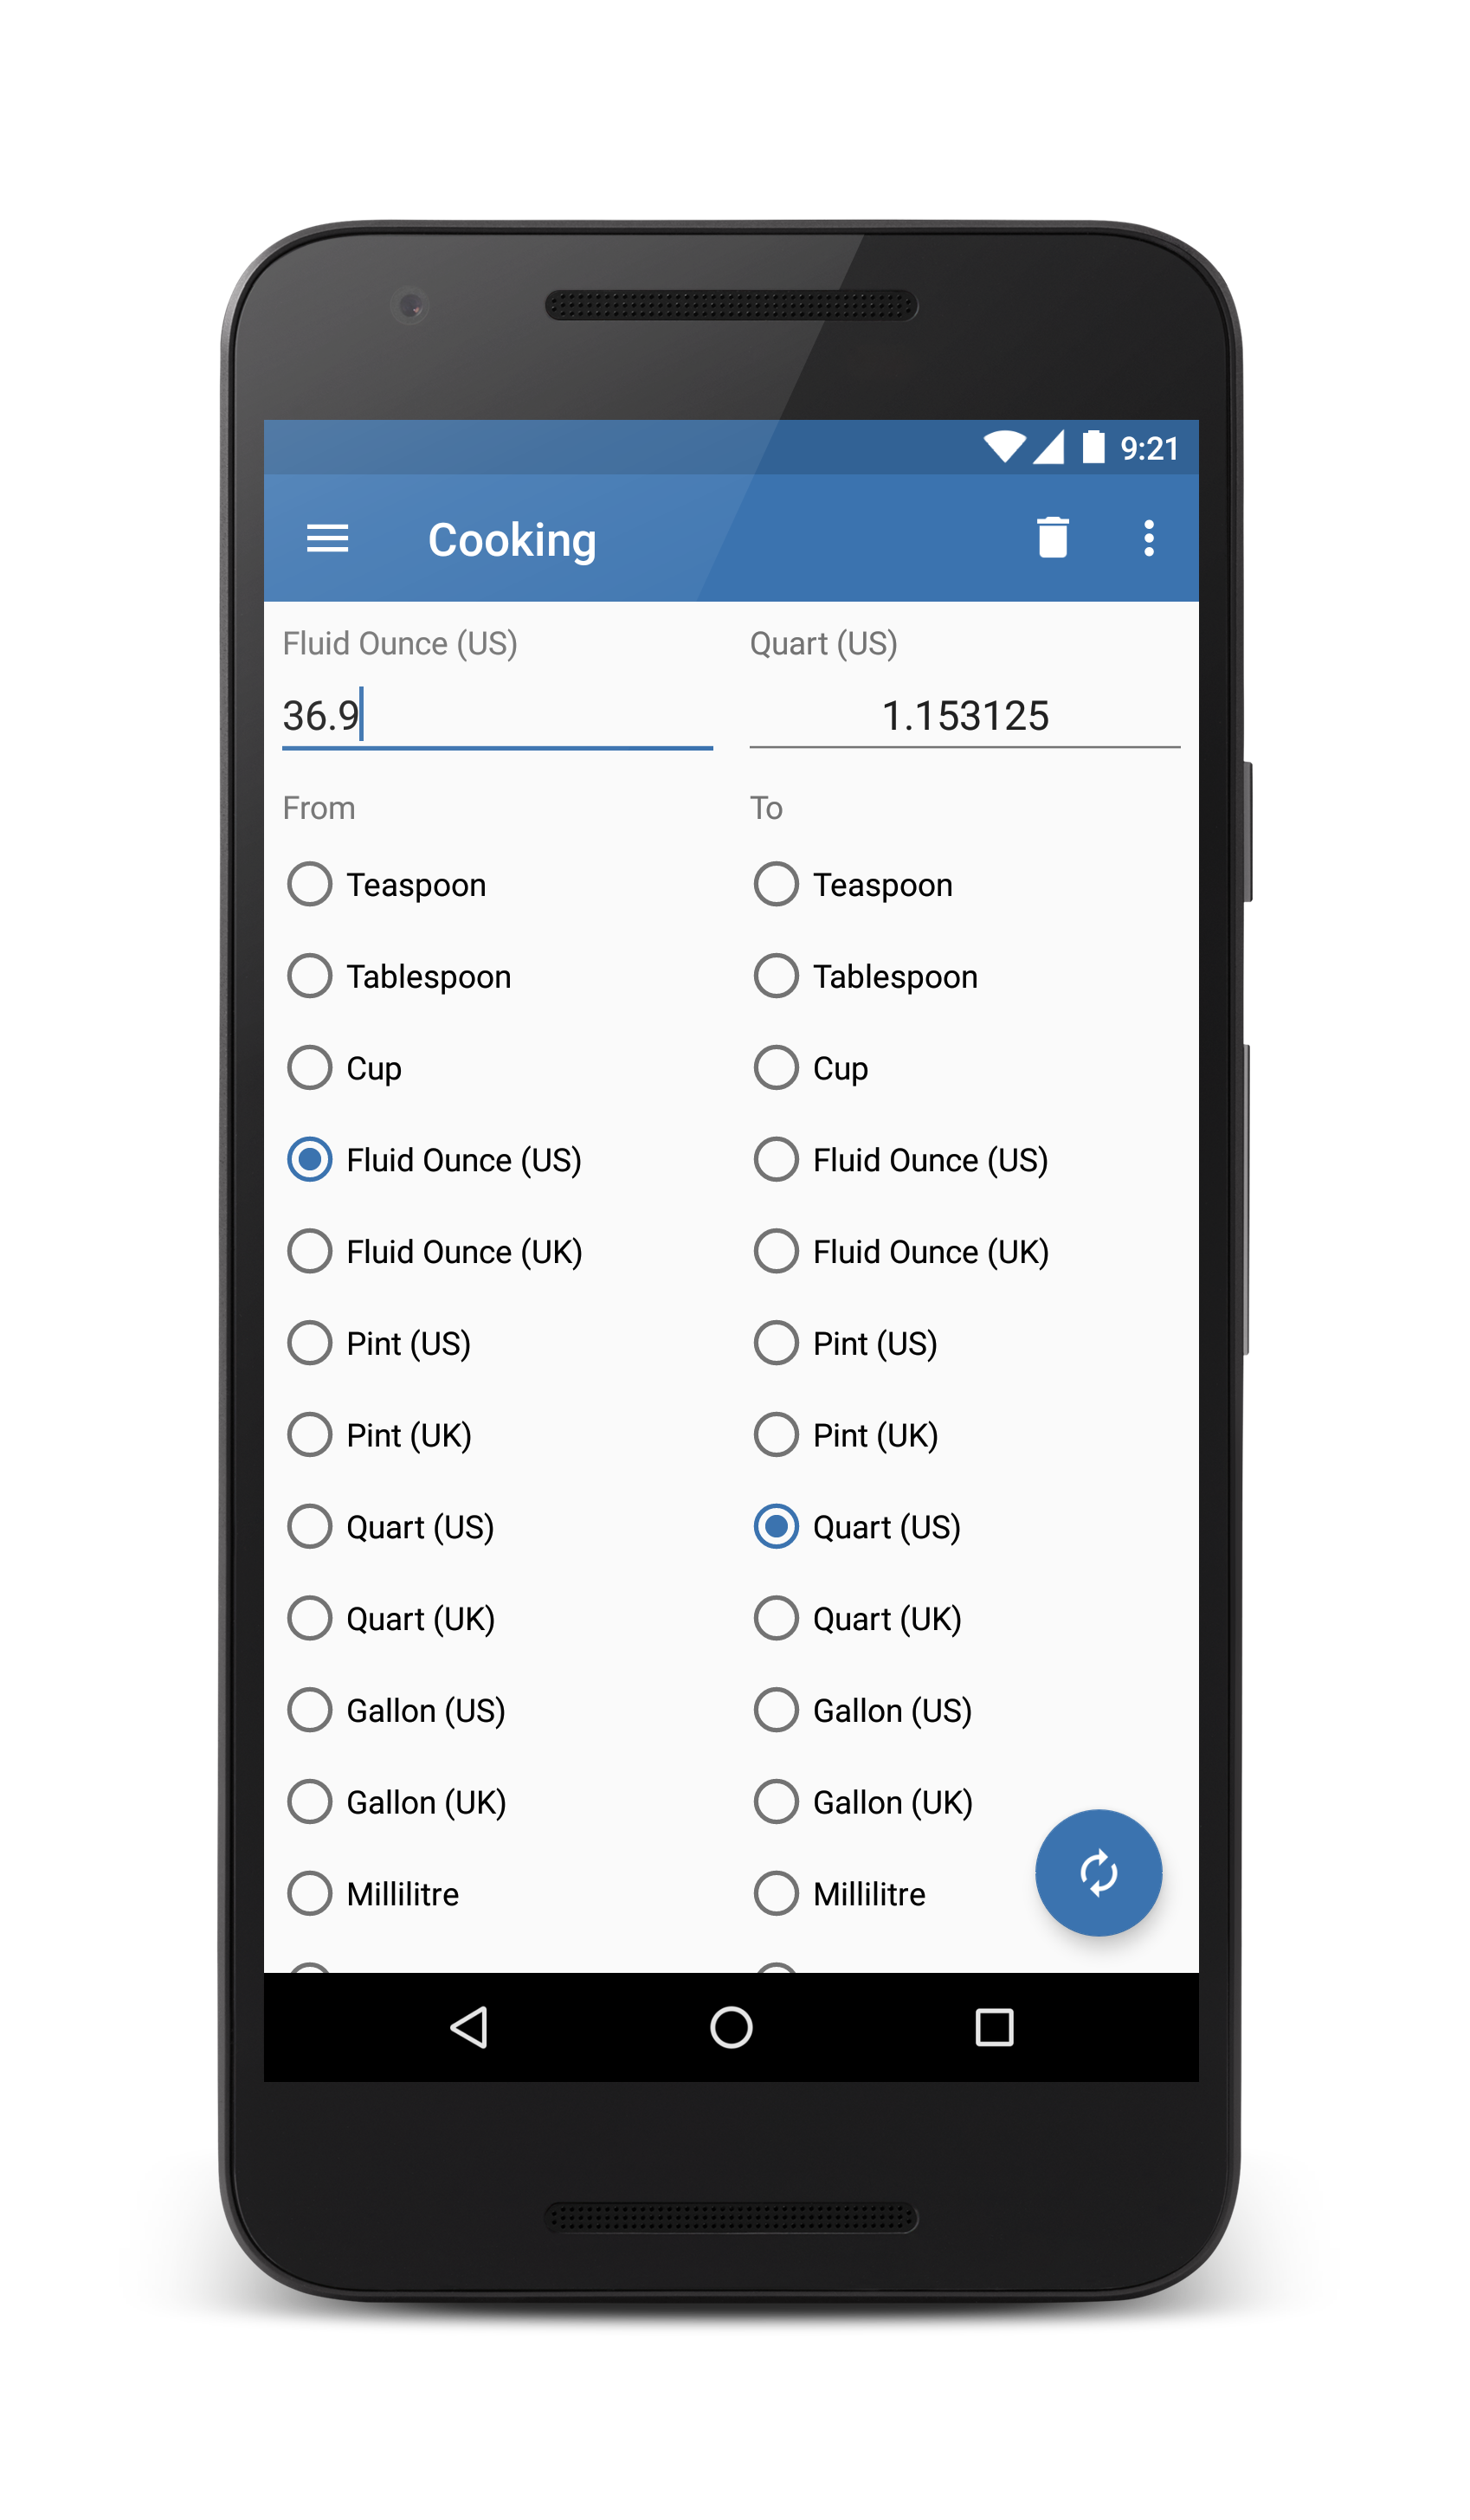 9:21
Cooking
Fluid Ounce (US) Quart (US)
36.9 1.153125
From To
Teaspoon Teaspoon
Tablespoon Tablespoon
Cup Cup
Fluid Ounce (US) Fluid Ounce (US)
Fluid Ounce (UK) Fluid Ounce (UK)
Pint (US) Pint (US)
Pint (UK) Pint (UK)
Quart (US) Quart (US)
Quart (UK) Quart (UK)
Gallon (US) Gallon (US)
Gallon (UK) Gallon (UK)
Millilitre Millilitre